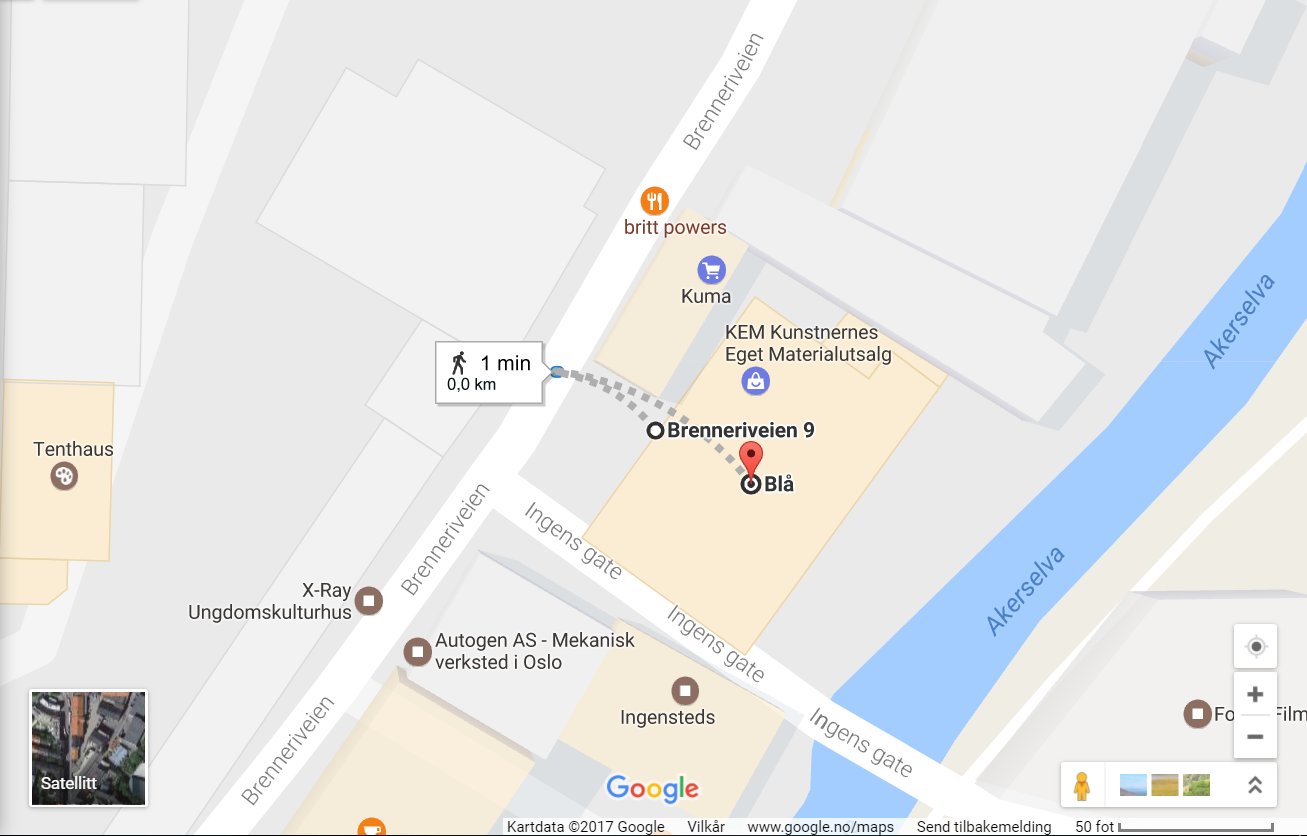 Brenneriveien
britt powers
Kuma
KEM Kunstnernes
Eget Materialutsalg
1 min
0,0 km
Brenneriveien 9
Blå
Akerselva
Tenthaus
Brenneriveien
Ingens gate
Akerselva
X-Ray
Ungdomskulturhus
Autogen AS - Mekanisk
verksted i Oslo
Ingens gate
Ingensteds
Ingens gate
Film
Brenneriveien
Satellitt
Google
Kartdata ©2017 Google Vilkår www.google.no/maps Send tilbakemelding 50 fot